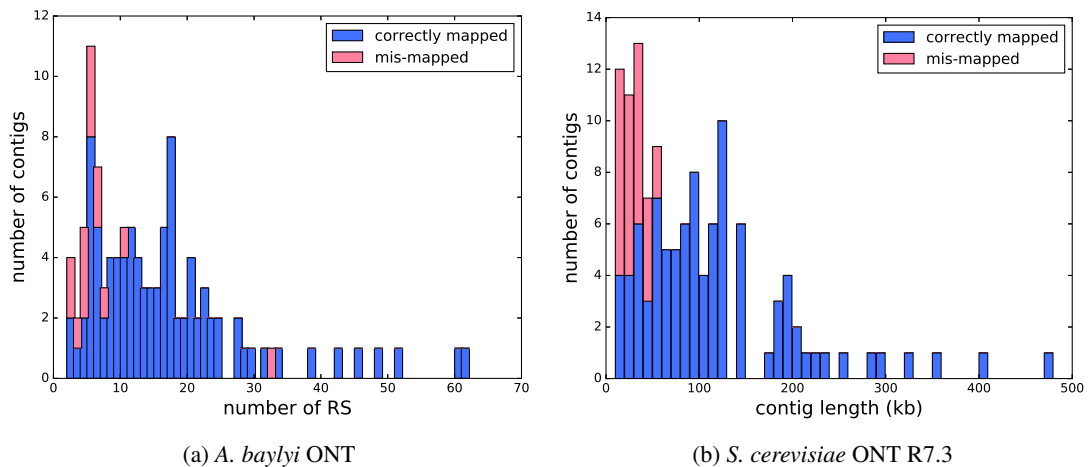 12
10
8
6
4
2
0
0 10 20 30 40 50 60 70
number of contigs
number of RS
correctly mapped
mis-mapped
(a) A. baylyi ONT
14
12
10
8
6
4
2
0
0 100 200 300 400 500
number of contigs
contig length (kb)
correctly mapped
mis-mapped
(b) S. cerevisiae ONT R7.3